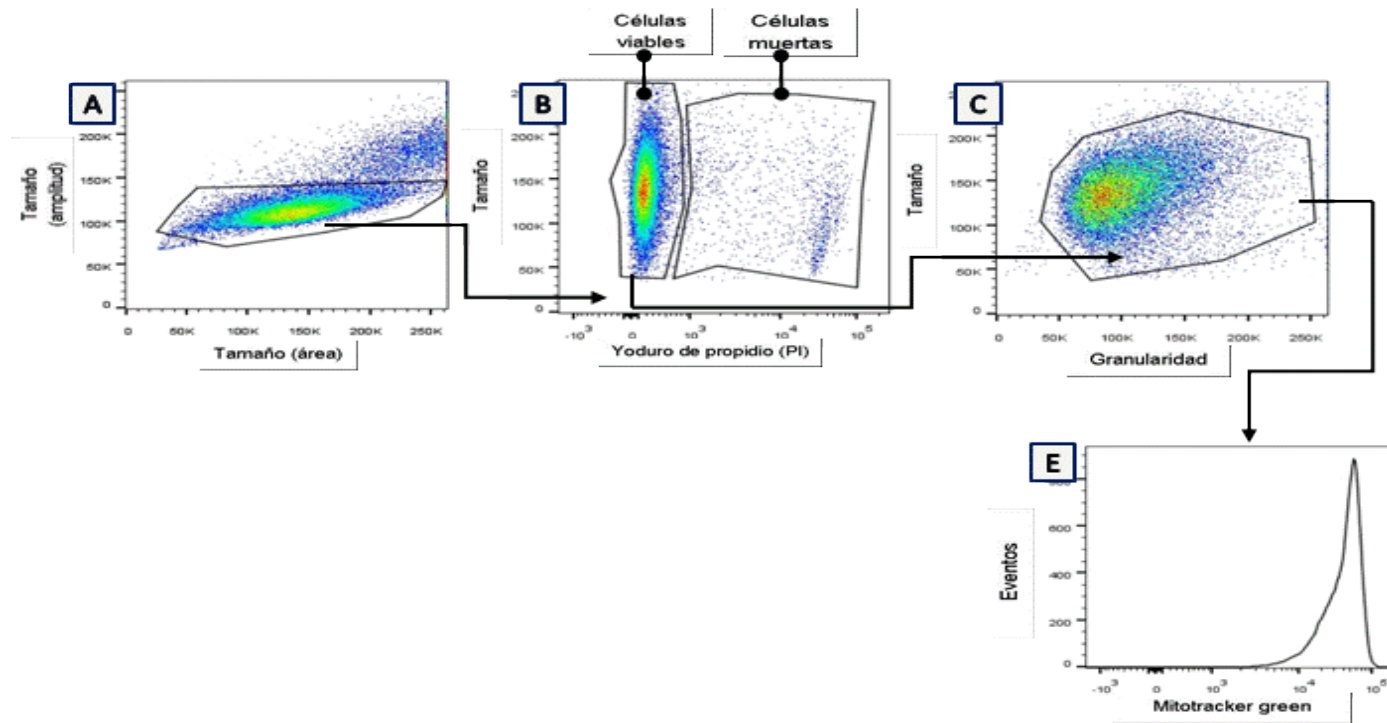 Células
viables
Células
muertas
A
Tamaño
(amplitud)
200K
150K
100K
50K
0
0 50K 100K 150K 200K 250K
Tamaño (área)
B
Tamaño
200K
150K
100K
50K
0
-10³ 0 10³ 10⁴ 10⁵
Yoduro de propidio (PI)
C
Tamaño
200K
150K
100K
50K
0
0 50K 100K 150K 200K 250K
Granularidad
E
Eventos
600
400
200
0
-10³ 0 10³ 10⁴ 10⁵
Mitotracker green